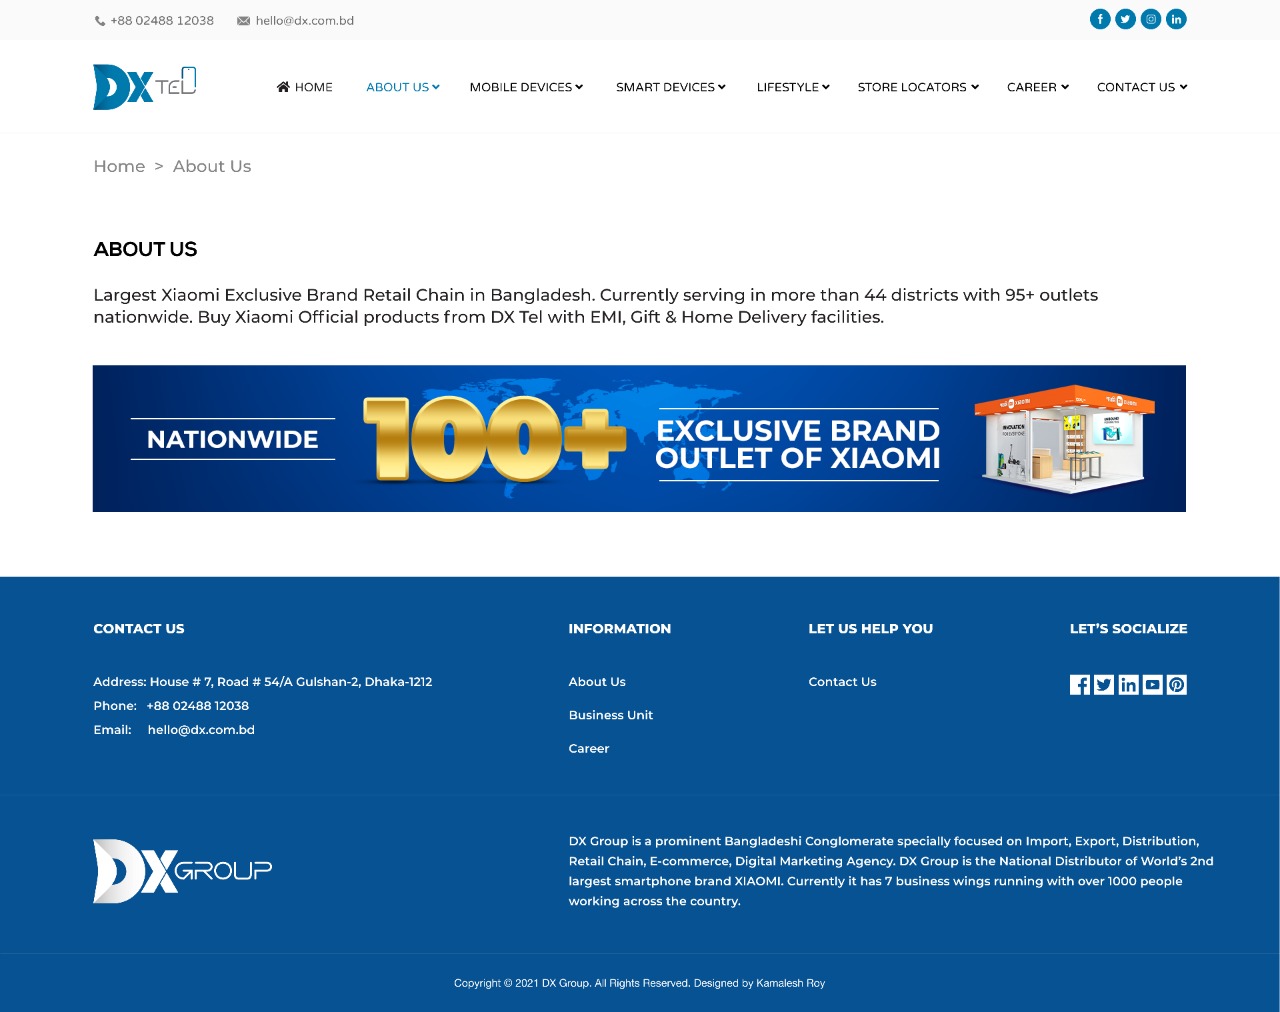 +88 02488 12038 hello@dx.com.bd
DX TEL
HOME ABOUT US MOBILE DEVICES SMART DEVICES LIFESTYLE STORE LOCATORS CAREER CONTACT US
Home > About Us
ABOUT US
Largest Xiaomi Exclusive Brand Retail Chain in Bangladesh. Currently serving in more than 44 districts with 95+ outlets
nationwide. Buy Xiaomi Official products from DX Tel with EMI, Gift & Home Delivery facilities.
NATIONWIDE
100+
EXCLUSIVE BRAND
OUTLET OF XIAOMI
CONTACT US
Address: House # 7, Road # 54/A Gulshan-2, Dhaka-1212
Phone: +88 02488 12038
Email: hello@dx.com.bd
INFORMATION
About Us
Business Unit
Career
LET US HELP YOU
Contact Us
LET'S SOCIALIZE
DX GROUP
DX Group is a prominent Bangladeshi Conglomerate specially focused on Import, Export, Distribution,
Retail Chain, E-commerce, Digital Marketing Agency. DX Group is the National Distributor of World's 2nd
largest smartphone brand XIAOMI. Currently it has 7 business wings running with over 1000 people
working across the country.
Copyright © 2021 DX Group. All Rights Reserved. Designed by Kamalesh Roy